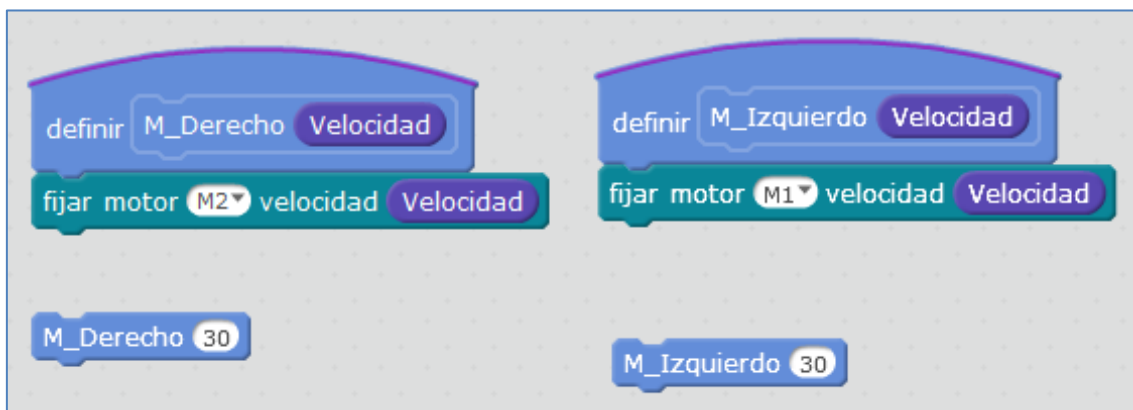 definir M_Derecho Velocidad
fijar motor M2 velocidad Velocidad
M_Derecho 30
definir M_Izquierdo Velocidad
fijar motor M1 velocidad Velocidad
M_Izquierdo 30